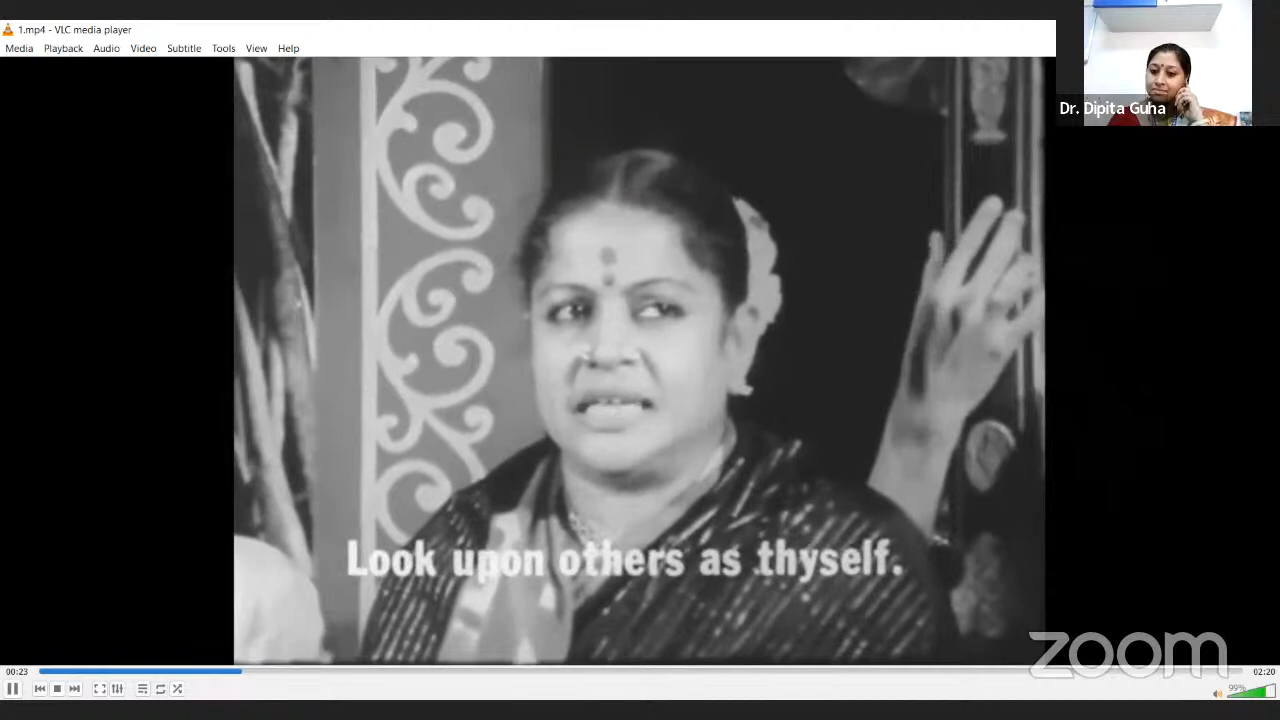 1.mp4 - VLC media player
Media Playback Audio Video Subtitle Tools View Help
Dr. Dipita Guha
Look upon others as thyself.
zoom
00:23
02:20
99%